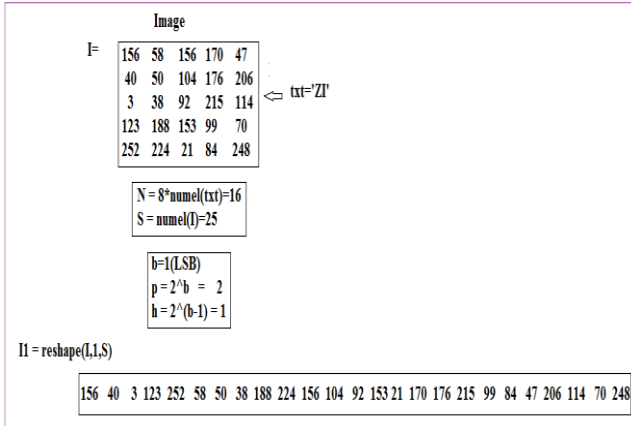 Image
I=
156 58 156 170 47
40 50 104 176 206
3 38 92 215 114
123 188 153 99 70
252 224 21 84 248
txt='ZI'
N = 8*numel(txt)=16
S = numel(I)=25
b=1(LSB)
p = 2^b = 2
h = 2^(b-1) = 1
I1 = reshape(I,1,S)
156 40 3 123 252 58 50 38 188 224 156 104 92 153 21 170 176 215 99 84 47 206 114 70 248